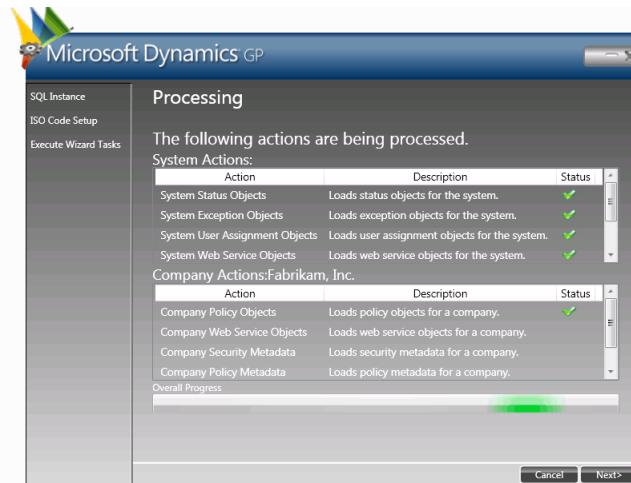 Microsoft Dynamics GP
SQL Instance
ISO Code Setup
Execute Wizard Tasks
Processing
The following actions are being processed.
System Actions:
Action Description Status
System Status Objects Loads status objects for the system.
System Exception Objects Loads exception objects for the system.
System User Assignment Objects Loads user assignment objects for the system.
System Web Service Objects Loads web service objects for the system.
Company Actions:Fabrikam, Inc.
Action Description Status
Company Policy Objects Loads policy objects for a company.
Company Web Service Objects Loads web service objects for a company.
Company Security Metadata Loads security metadata for a company.
Company Policy Metadata Loads policy metadata for a company.
Overall Progress
Cancel Next>